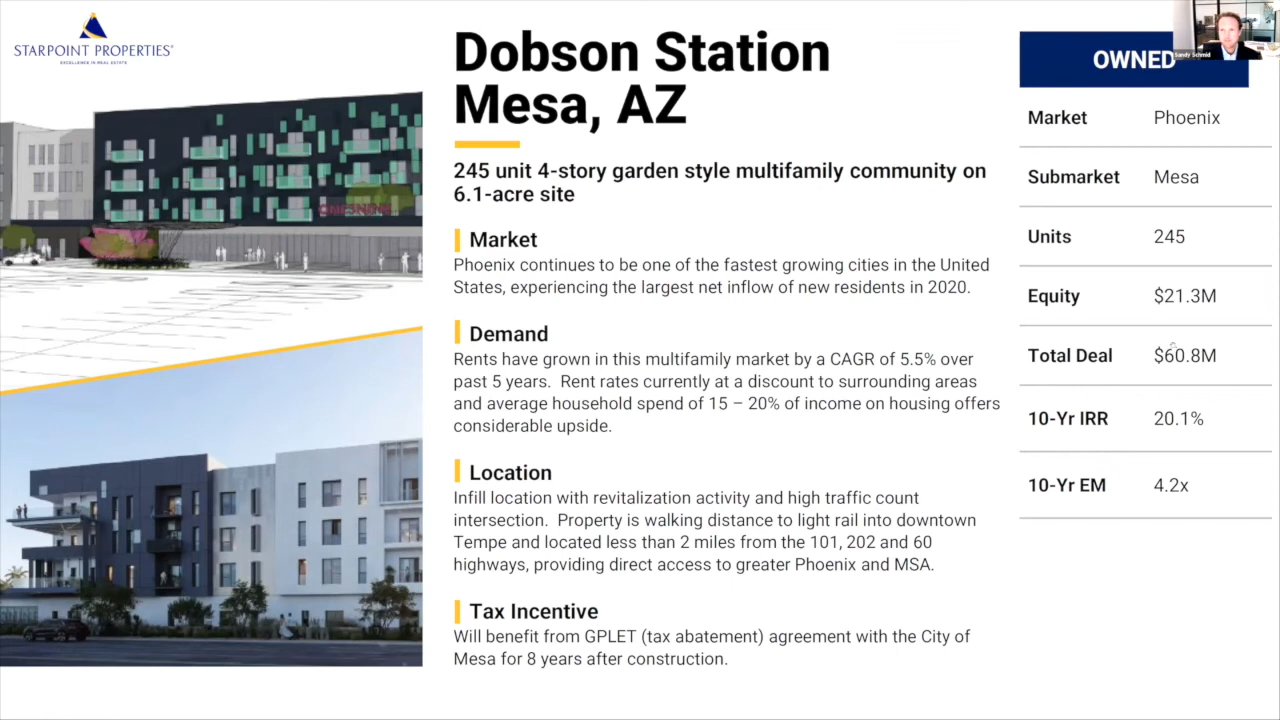 STARPOINT PROPERTIES®
EXCELLENCE IN REAL ESTATE
Dobson Station
Mesa, AZ
245 unit 4-story garden style multifamily community on
6.1-acre site
Market
Phoenix continues to be one of the fastest growing cities in the United
States, experiencing the largest net inflow of new residents in 2020.
Demand
Rents have grown in this multifamily market by a CAGR of 5.5% over
past 5 years. Rent rates currently at a discount to surrounding areas
and average household spend of 15 – 20% of income on housing offers
considerable upside.
Location
Infill location with revitalization activity and high traffic count
intersection. Property is walking distance to light rail into downtown
Tempe and located less than 2 miles from the 101, 202 and 60
highways, providing direct access to greater Phoenix and MSA.
Tax Incentive
Will benefit from GPLET (tax abatement) agreement with the City of
Mesa for 8 years after construction.
OWNED
Sandy Schmid
Market Phoenix
Submarket Mesa
Units 245
Equity $21.3M
Total Deal $60.8M
10-Yr IRR 20.1%
10-Yr EM 4.2x